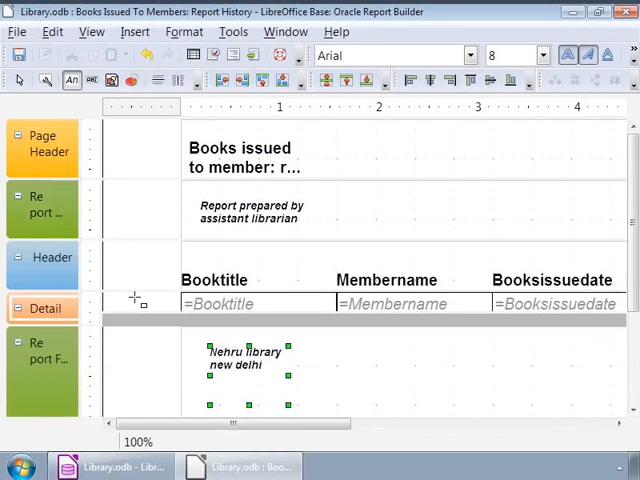 Library.odb : Books Issued To Members: Report History - LibreOffice Base: Oracle Report Builder
File Edit View Insert Format Tools Window Help
Arial 8
An ABC
1 2 3 4
Page
Header
Books issued
to member: r...
Re
port ...
Report prepared by
assistant librarian
Header
Booktitle Membername Booksissuedate
Detail
=Booktitle =Membername =Booksissuedate
Re
port F...
Nehru library
new delhi
100%
Library.odb - Libr... Library.odb : Boo...